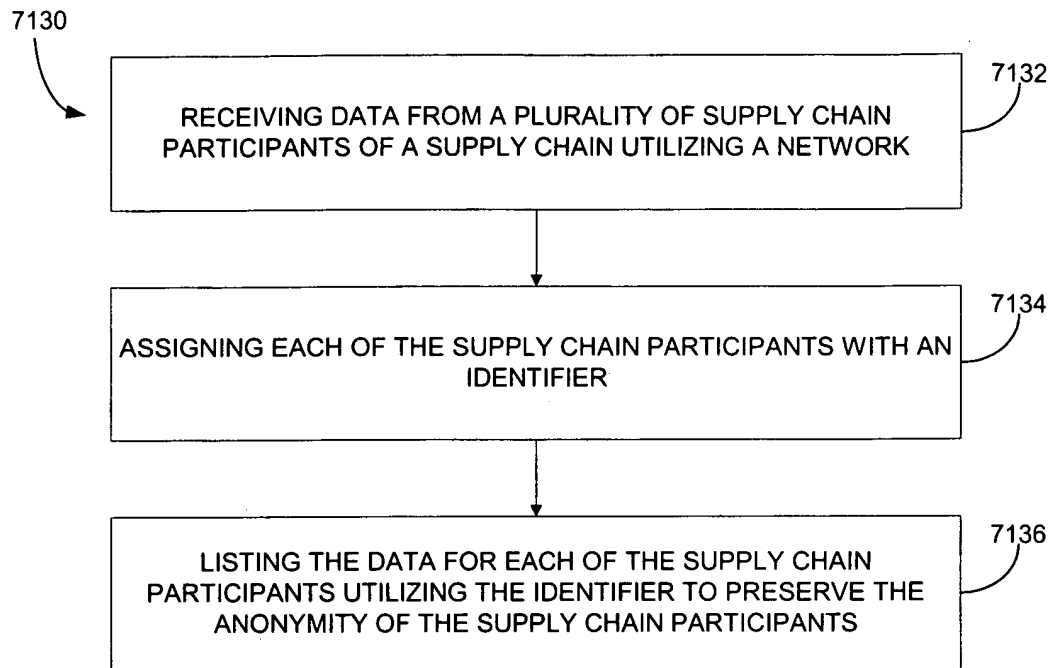 7130
7132
RECEIVING DATA FROM A PLURALITY OF SUPPLY CHAIN
PARTICIPANTS OF A SUPPLY CHAIN UTILIZING A NETWORK
7134
ASSIGNING EACH OF THE SUPPLY CHAIN PARTICIPANTS WITH AN
IDENTIFIER
7136
LISTING THE DATA FOR EACH OF THE SUPPLY CHAIN
PARTICIPANTS UTILIZING THE IDENTIFIER TO PRESERVE THE
ANONYMITY OF THE SUPPLY CHAIN PARTICIPANTS